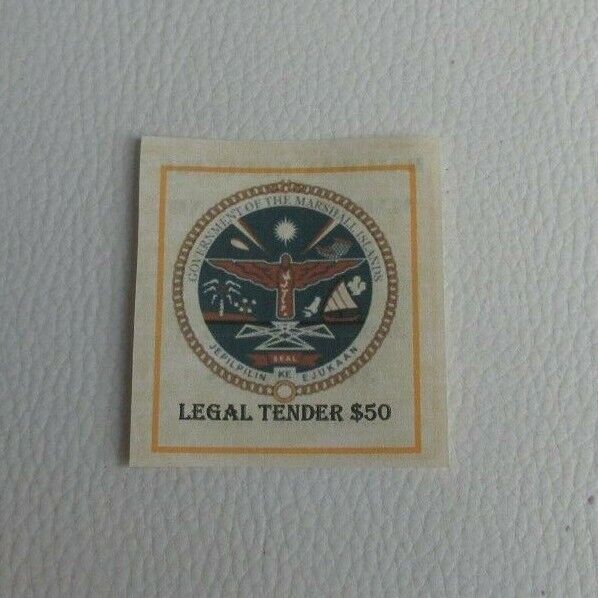 GOVERNMENT OF THE MARSHALL ISLANDS
SEAL
JEPILPILIN KE EJUKAAN
LEGAL TENDER $50